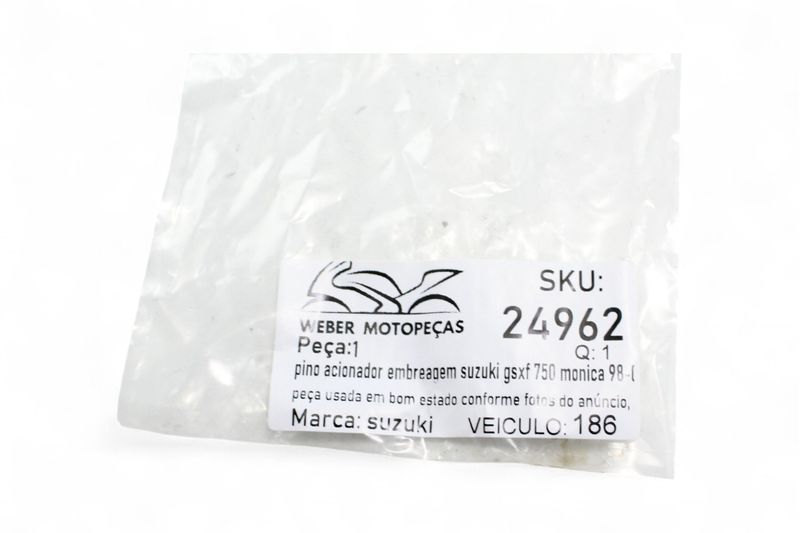 SKU:
24962
WEBER MOTOPEÇAS
Peça:1
Q: 1
pino acionador embreagem suzuki gsxf 750 monica 98-
peça usada em bom estado conforme fotos do anúncio,
Marca: suzuki VEICULO: 186